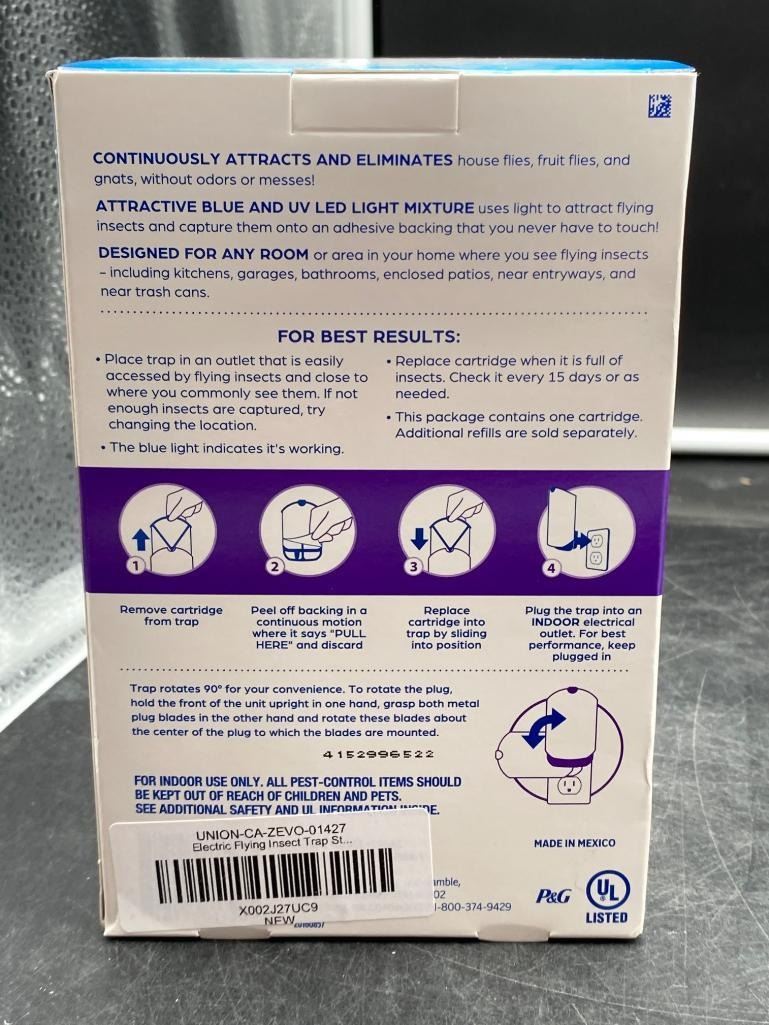 CONTINUOUSLY ATTRACTS AND ELIMINATES house flies, fruit flies, and
gnats, without odors or messes!
ATTRACTIVE BLUE AND UV LED LIGHT MIXTURE uses light to attract flying
insects and capture them onto an adhesive backing that you never have to touch!
DESIGNED FOR ANY ROOM or area in your home where you see flying insects
– including kitchens, garages, bathrooms, enclosed patios, near entryways, and
near trash cans.
FOR BEST RESULTS:
• Place trap in an outlet that is easily
accessed by flying insects and close to
where you commonly see them. If not
enough insects are captured, try
changing the location.
• The blue light indicates it's working.
• Replace cartridge when it is full of
insects. Check it every 15 days or as
needed.
• This package contains one cartridge.
Additional refills are sold separately.
1
2
3
4
Remove cartridge
from trap
Peel off backing in a
continuous motion
where it says "PULL
HERE" and discard
Replace
cartridge into
trap by sliding
into position
Plug the trap into an
INDOOR electrical
outlet. For best
performance, keep
plugged in
Trap rotates 90° for your convenience. To rotate the plug,
hold the front of the unit upright in one hand, grasp both metal
plug blades in the other hand and rotate these blades about
the center of the plug to which the blades are mounted.
4152996522
FOR INDOOR USE ONLY. ALL PEST-CONTROL ITEMS SHOULD
BE KEPT OUT OF REACH OF CHILDREN AND PETS.
SEE ADDITIONAL SAFETY AND UL INFORMATION INSIDE.
UNION-CA-ZEVO-01427
Electric Flying Insect Trap St...
X002J27UC9
NEW
MADE IN MEXICO
amble,
02
1-800-374-9429
P&G
UL
LISTED